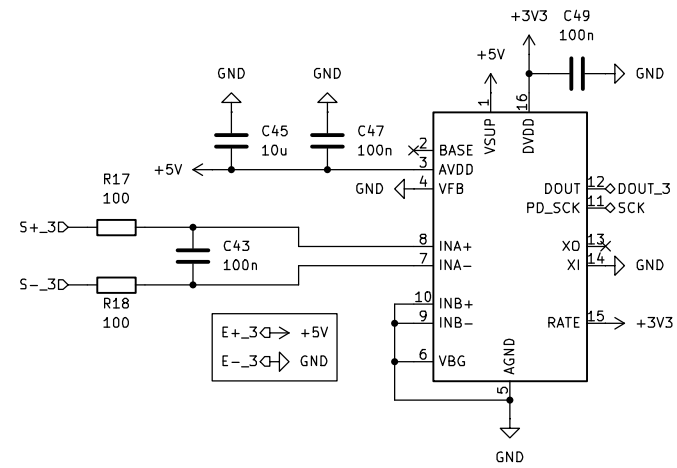 +3V3
C49
100n
GND
+5V
GND
GND
C45
10u
C47
100n
1
16
VSUP
DVDD
2
BASE
+5V
3
AVDD
GND
4
VFB
R17
100
12
DOUT
DOUT_3
11
PD_SCK
SCK
S+_3
C43
100n
8
INA+
7
INA-
13
XO
14
XI
GND
S-_3
R18
100
10
INB+
9
INB-
15
RATE
+3V3
E+_3
+5V
E-_3
GND
6
VBG
AGND
5
GND